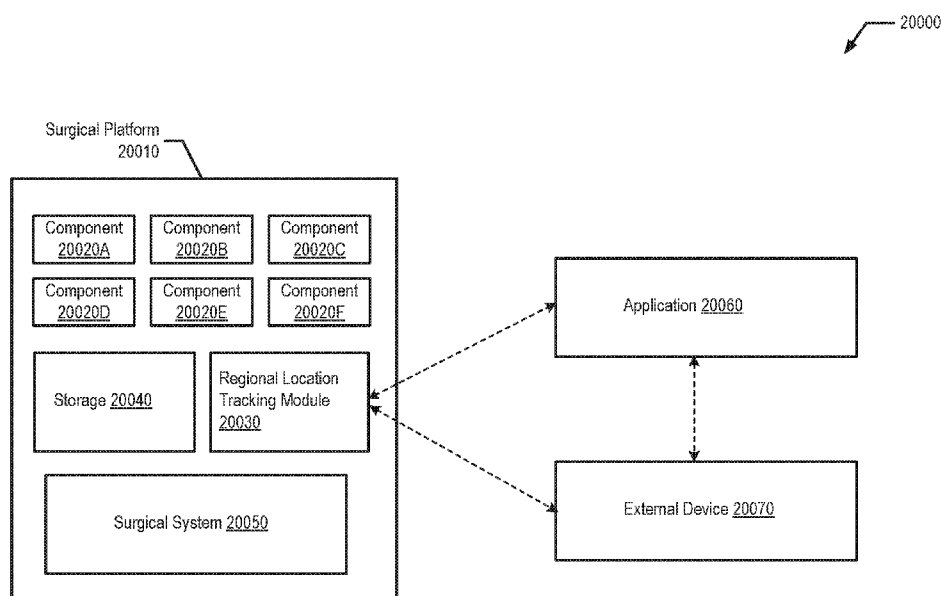 20000
Surgical Platform
20010
Component
20020A
Component
20020B
Component
20020C
Component
20020D
Component
20020E
Component
20020F
Storage 20040
Regional Location
Tracking Module
20030
Surgical System 20050
Application 20060
External Device 20070